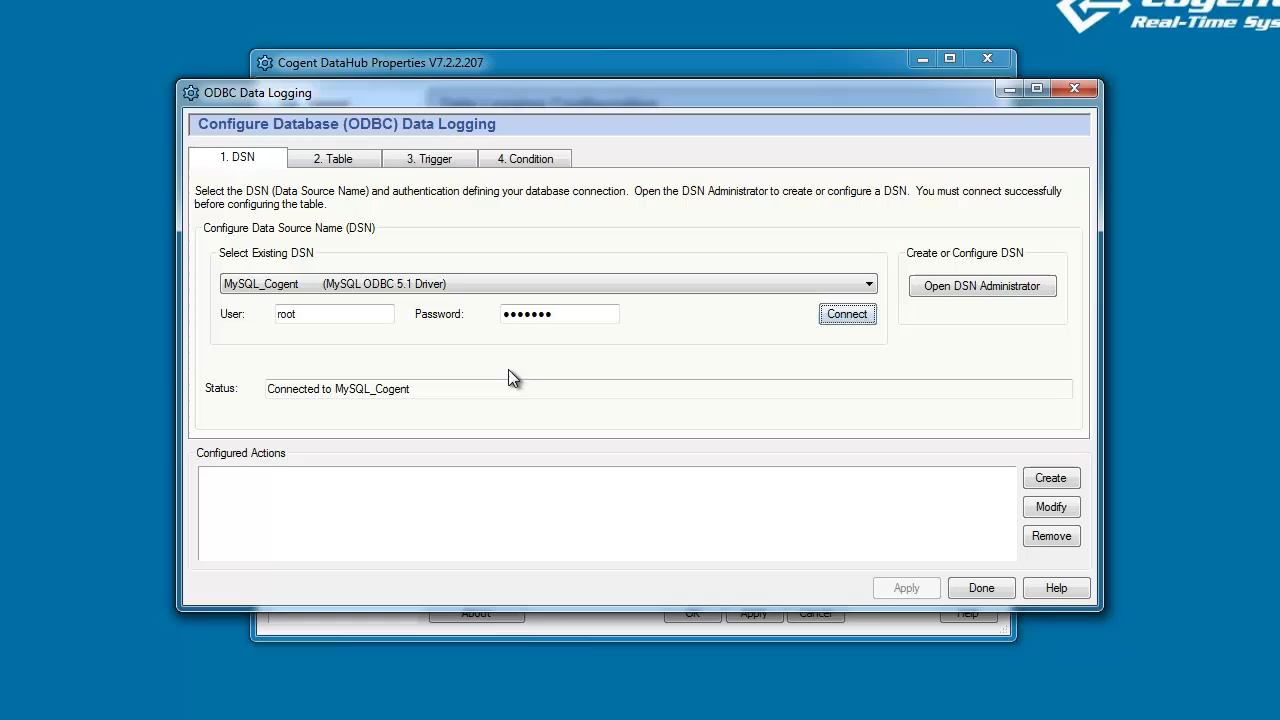 Real-Time Sys
Cogent DataHub Properties V7.2.2.207
ODBC Data Logging
Configure Database (ODBC) Data Logging
1. DSN
2. Table
3. Trigger
4. Condition
Select the DSN (Data Source Name) and authentication defining your database connection. Open the DSN Administrator to create or configure a DSN. You must connect successfully
before configuring the table.
Configure Data Source Name (DSN)
Select Existing DSN
Create or Configure DSN
MySQL_Cogent (MySQL ODBC 5.1 Driver)
Open DSN Administrator
User: root Password: ●●●●●●●
Connect
Status: Connected to MySQL_Cogent
Configured Actions
Create
Modify
Remove
Apply
Done
Help
About
OK
Apply
Cancel
Help